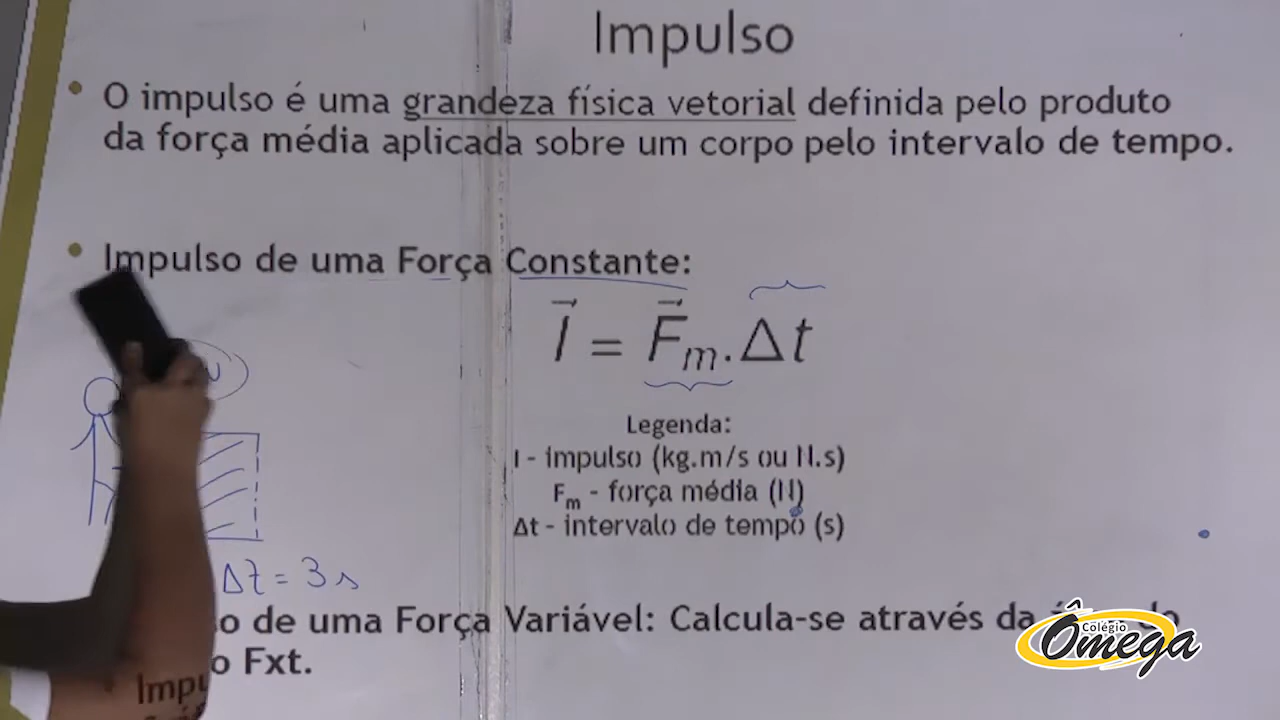 Impulso
• O impulso é uma grandeza física vetorial definida pelo produto
da força média aplicada sobre um corpo pelo intervalo de tempo.
• Impulso de uma Força Constante:
I = Fm.Δt
Legenda:
I - impulso (kg.m/s ou N.s)
Fm - força média (N)
Δt - intervalo de tempo (s)
Δt = 3s
de uma Força Variável: Calcula-se através da
Fxt.
Colégio
Ômega